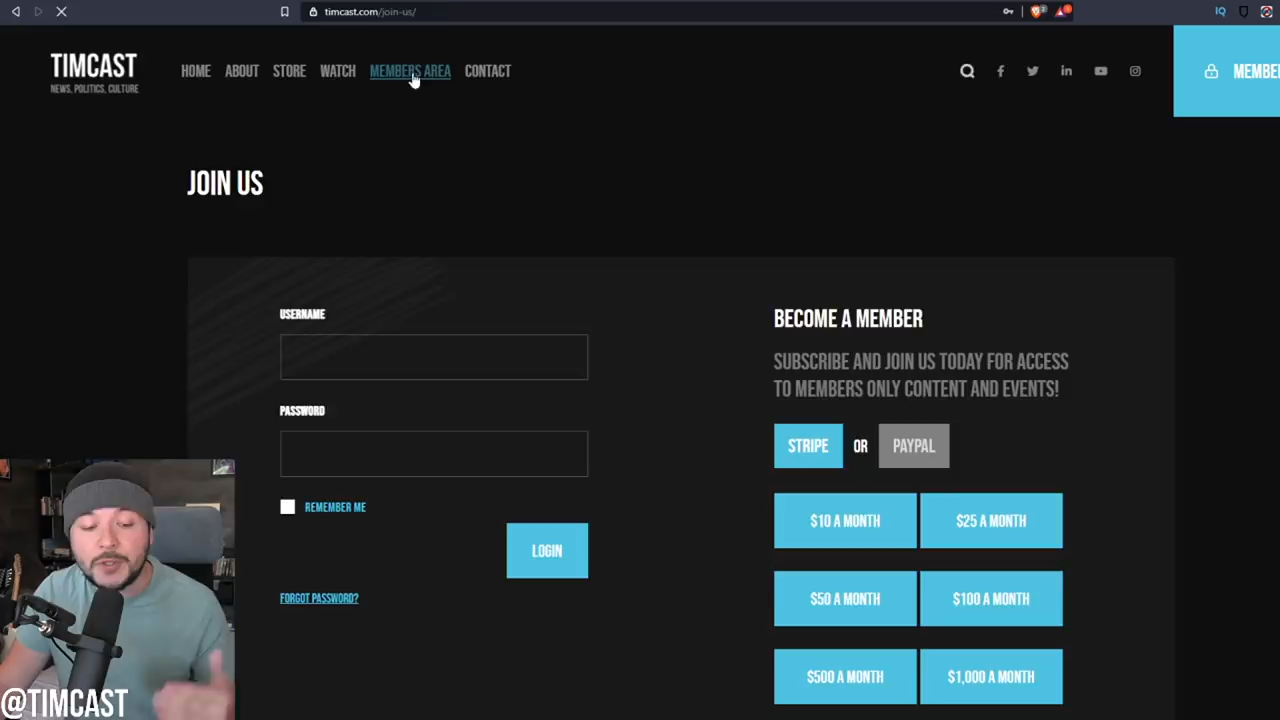 timcast.com/join-us/
TIMCAST
NEWS, POLITICS, CULTURE
HOME ABOUT STORE WATCH MEMBERS AREA CONTACT
MEMBE
JOIN US
USERNAME
PASSWORD
REMEMBER ME
LOGIN
FORGOT PASSWORD?
BECOME A MEMBER
SUBSCRIBE AND JOIN US TODAY FOR ACCESS
TO MEMBERS ONLY CONTENT AND EVENTS!
STRIPE OR PAYPAL
$10 A MONTH $25 A MONTH
$50 A MONTH $100 A MONTH
$500 A MONTH $1,000 A MONTH
@TIMCAST